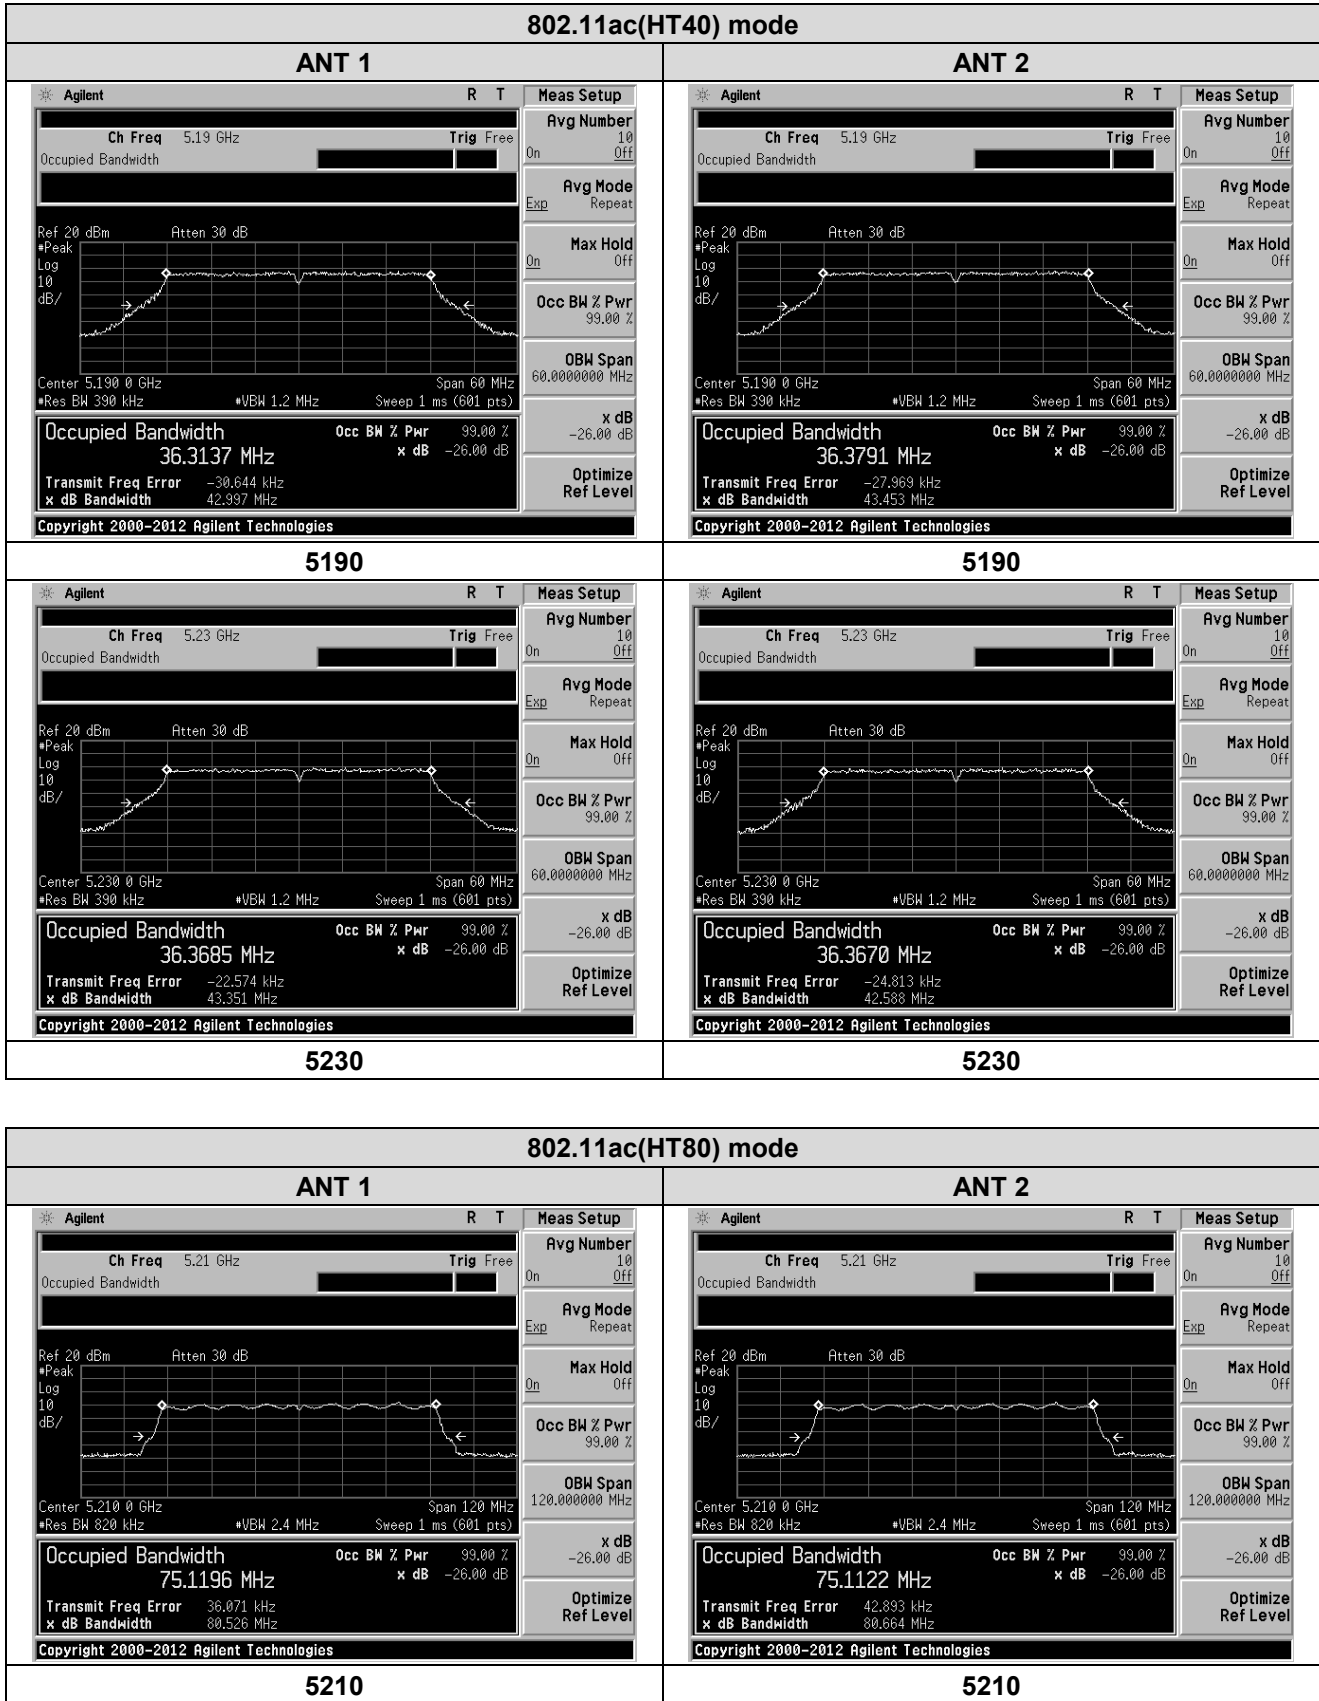 802.11ac(HT40) mode
ANT 1
ANT 2
Agilent R T Meas Setup
Ch Freq 5.19 GHz Trig Free
Occupied Bandwidth
Avg Number
10
On Off
Avg Mode
Exp Repeat
Max Hold
On Off
Occ BW % Pwr
99.00 %
OBW Span
60.0000000 MHz
x dB
-26.00 dB
Optimize
Ref Level
Ref 20 dBm Atten 30 dB
#Peak
Log
10
dB/
Center 5.190 0 GHz Span 60 MHz
#Res BW 390 kHz #VBW 1.2 MHz Sweep 1 ms (601 pts)
Occupied Bandwidth Occ BW % Pwr 99.00 %
36.3137 MHz x dB -26.00 dB
Transmit Freq Error -30.644 kHz
x dB Bandwidth 42.997 MHz
Copyright 2000-2012 Agilent Technologies
Agilent R T Meas Setup
Ch Freq 5.19 GHz Trig Free
Occupied Bandwidth
Avg Number
10
On Off
Avg Mode
Exp Repeat
Max Hold
On Off
Occ BW % Pwr
99.00 %
OBW Span
60.0000000 MHz
x dB
-26.00 dB
Optimize
Ref Level
Ref 20 dBm Atten 30 dB
#Peak
Log
10
dB/
Center 5.190 0 GHz Span 60 MHz
#Res BW 390 kHz #VBW 1.2 MHz Sweep 1 ms (601 pts)
Occupied Bandwidth Occ BW % Pwr 99.00 %
36.3791 MHz x dB -26.00 dB
Transmit Freq Error -27.969 kHz
x dB Bandwidth 43.453 MHz
Copyright 2000-2012 Agilent Technologies
5190
5190
Agilent R T Meas Setup
Ch Freq 5.23 GHz Trig Free
Occupied Bandwidth
Avg Number
10
On Off
Avg Mode
Exp Repeat
Max Hold
On Off
Occ BW % Pwr
99.00 %
OBW Span
60.0000000 MHz
x dB
-26.00 dB
Optimize
Ref Level
Ref 20 dBm Atten 30 dB
#Peak
Log
10
dB/
Center 5.230 0 GHz Span 60 MHz
#Res BW 390 kHz #VBW 1.2 MHz Sweep 1 ms (601 pts)
Occupied Bandwidth Occ BW % Pwr 99.00 %
36.3685 MHz x dB -26.00 dB
Transmit Freq Error -22.574 kHz
x dB Bandwidth 43.351 MHz
Copyright 2000-2012 Agilent Technologies
Agilent R T Meas Setup
Ch Freq 5.23 GHz Trig Free
Occupied Bandwidth
Avg Number
10
On Off
Avg Mode
Exp Repeat
Max Hold
On Off
Occ BW % Pwr
99.00 %
OBW Span
60.0000000 MHz
x dB
-26.00 dB
Optimize
Ref Level
Ref 20 dBm Atten 30 dB
#Peak
Log
10
dB/
Center 5.230 0 GHz Span 60 MHz
#Res BW 390 kHz #VBW 1.2 MHz Sweep 1 ms (601 pts)
Occupied Bandwidth Occ BW % Pwr 99.00 %
36.3670 MHz x dB -26.00 dB
Transmit Freq Error -24.813 kHz
x dB Bandwidth 42.588 MHz
Copyright 2000-2012 Agilent Technologies
5230
5230
802.11ac(HT80) mode
ANT 1
ANT 2
Agilent R T Meas Setup
Ch Freq 5.21 GHz Trig Free
Occupied Bandwidth
Avg Number
10
On Off
Avg Mode
Exp Repeat
Max Hold
On Off
Occ BW % Pwr
99.00 %
OBW Span
120.000000 MHz
x dB
-26.00 dB
Optimize
Ref Level
Ref 20 dBm Atten 30 dB
#Peak
Log
10
dB/
Center 5.210 0 GHz Span 120 MHz
#Res BW 820 kHz #VBW 2.4 MHz Sweep 1 ms (601 pts)
Occupied Bandwidth Occ BW % Pwr 99.00 %
75.1196 MHz x dB -26.00 dB
Transmit Freq Error 36.071 kHz
x dB Bandwidth 80.526 MHz
Copyright 2000-2012 Agilent Technologies
Agilent R T Meas Setup
Ch Freq 5.21 GHz Trig Free
Occupied Bandwidth
Avg Number
10
On Off
Avg Mode
Exp Repeat
Max Hold
On Off
Occ BW % Pwr
99.00 %
OBW Span
120.000000 MHz
x dB
-26.00 dB
Optimize
Ref Level
Ref 20 dBm Atten 30 dB
#Peak
Log
10
dB/
Center 5.210 0 GHz Span 120 MHz
#Res BW 820 kHz #VBW 2.4 MHz Sweep 1 ms (601 pts)
Occupied Bandwidth Occ BW % Pwr 99.00 %
75.1122 MHz x dB -26.00 dB
Transmit Freq Error 42.893 kHz
x dB Bandwidth 80.664 MHz
Copyright 2000-2012 Agilent Technologies
5210
5210